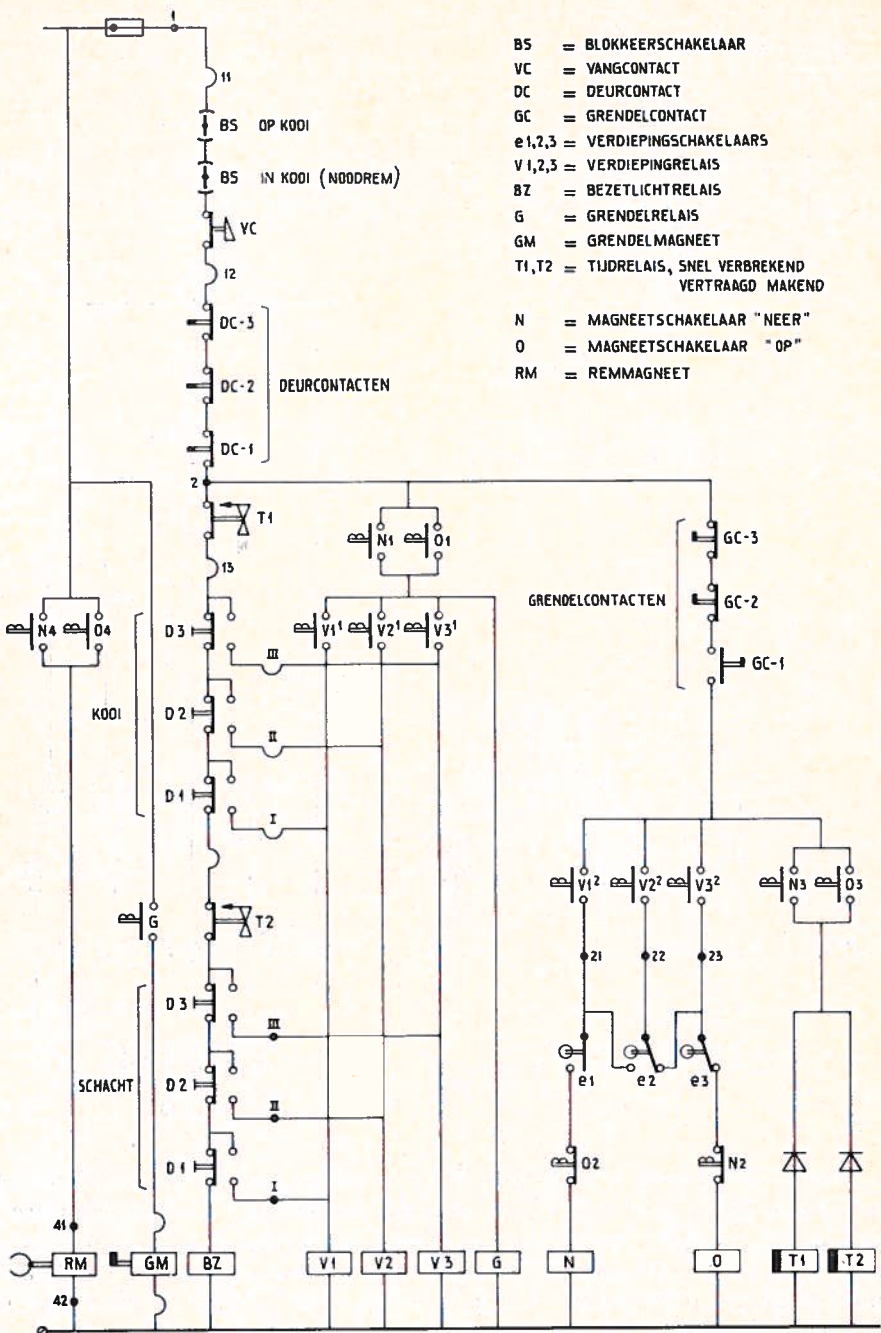 1
11
BS OP KOOI
BS IN KOOI (NOODREM)
VC
12
DC-3
DC-2
DEURCONTACTEN
DC-1
2
BS = BLOKKEERSCHAKELAAR
VC = VANGCONTACT
DC = DEURCONTACT
GC = GRENDELCONTACT
e1,2,3 = VERDIEPINGSCHAKELAARS
V1,2,3 = VERDIEPINGRELAIS
BZ = BEZETLICHTRELAIS
G = GRENDELRELAIS
GM = GRENDELMAGNEET
T1,T2 = TIJDRELAIS, SNEL VERBREKEND
VERTRAAGD MAKEND
N = MAGNEETSCHAKELAAR "NEER"
O = MAGNEETSCHAKELAAR "OP"
RM = REMMAGNEET
T1
N1 O1
GC-3
13
GRENDELCONTACTEN
GC-2
N4 O4
D3
V1¹ V2¹ V3¹
III
GC-1
KOOI
D2
II
D1
I
V1² V2² V3² N3 O3
G
T2
21 22 23
D3
III
e1 e2 e3
SCHACHT
D2
II
D1
I
O2 N2
41
RM GM BZ V1 V2 V3 G N O T1 T2
42